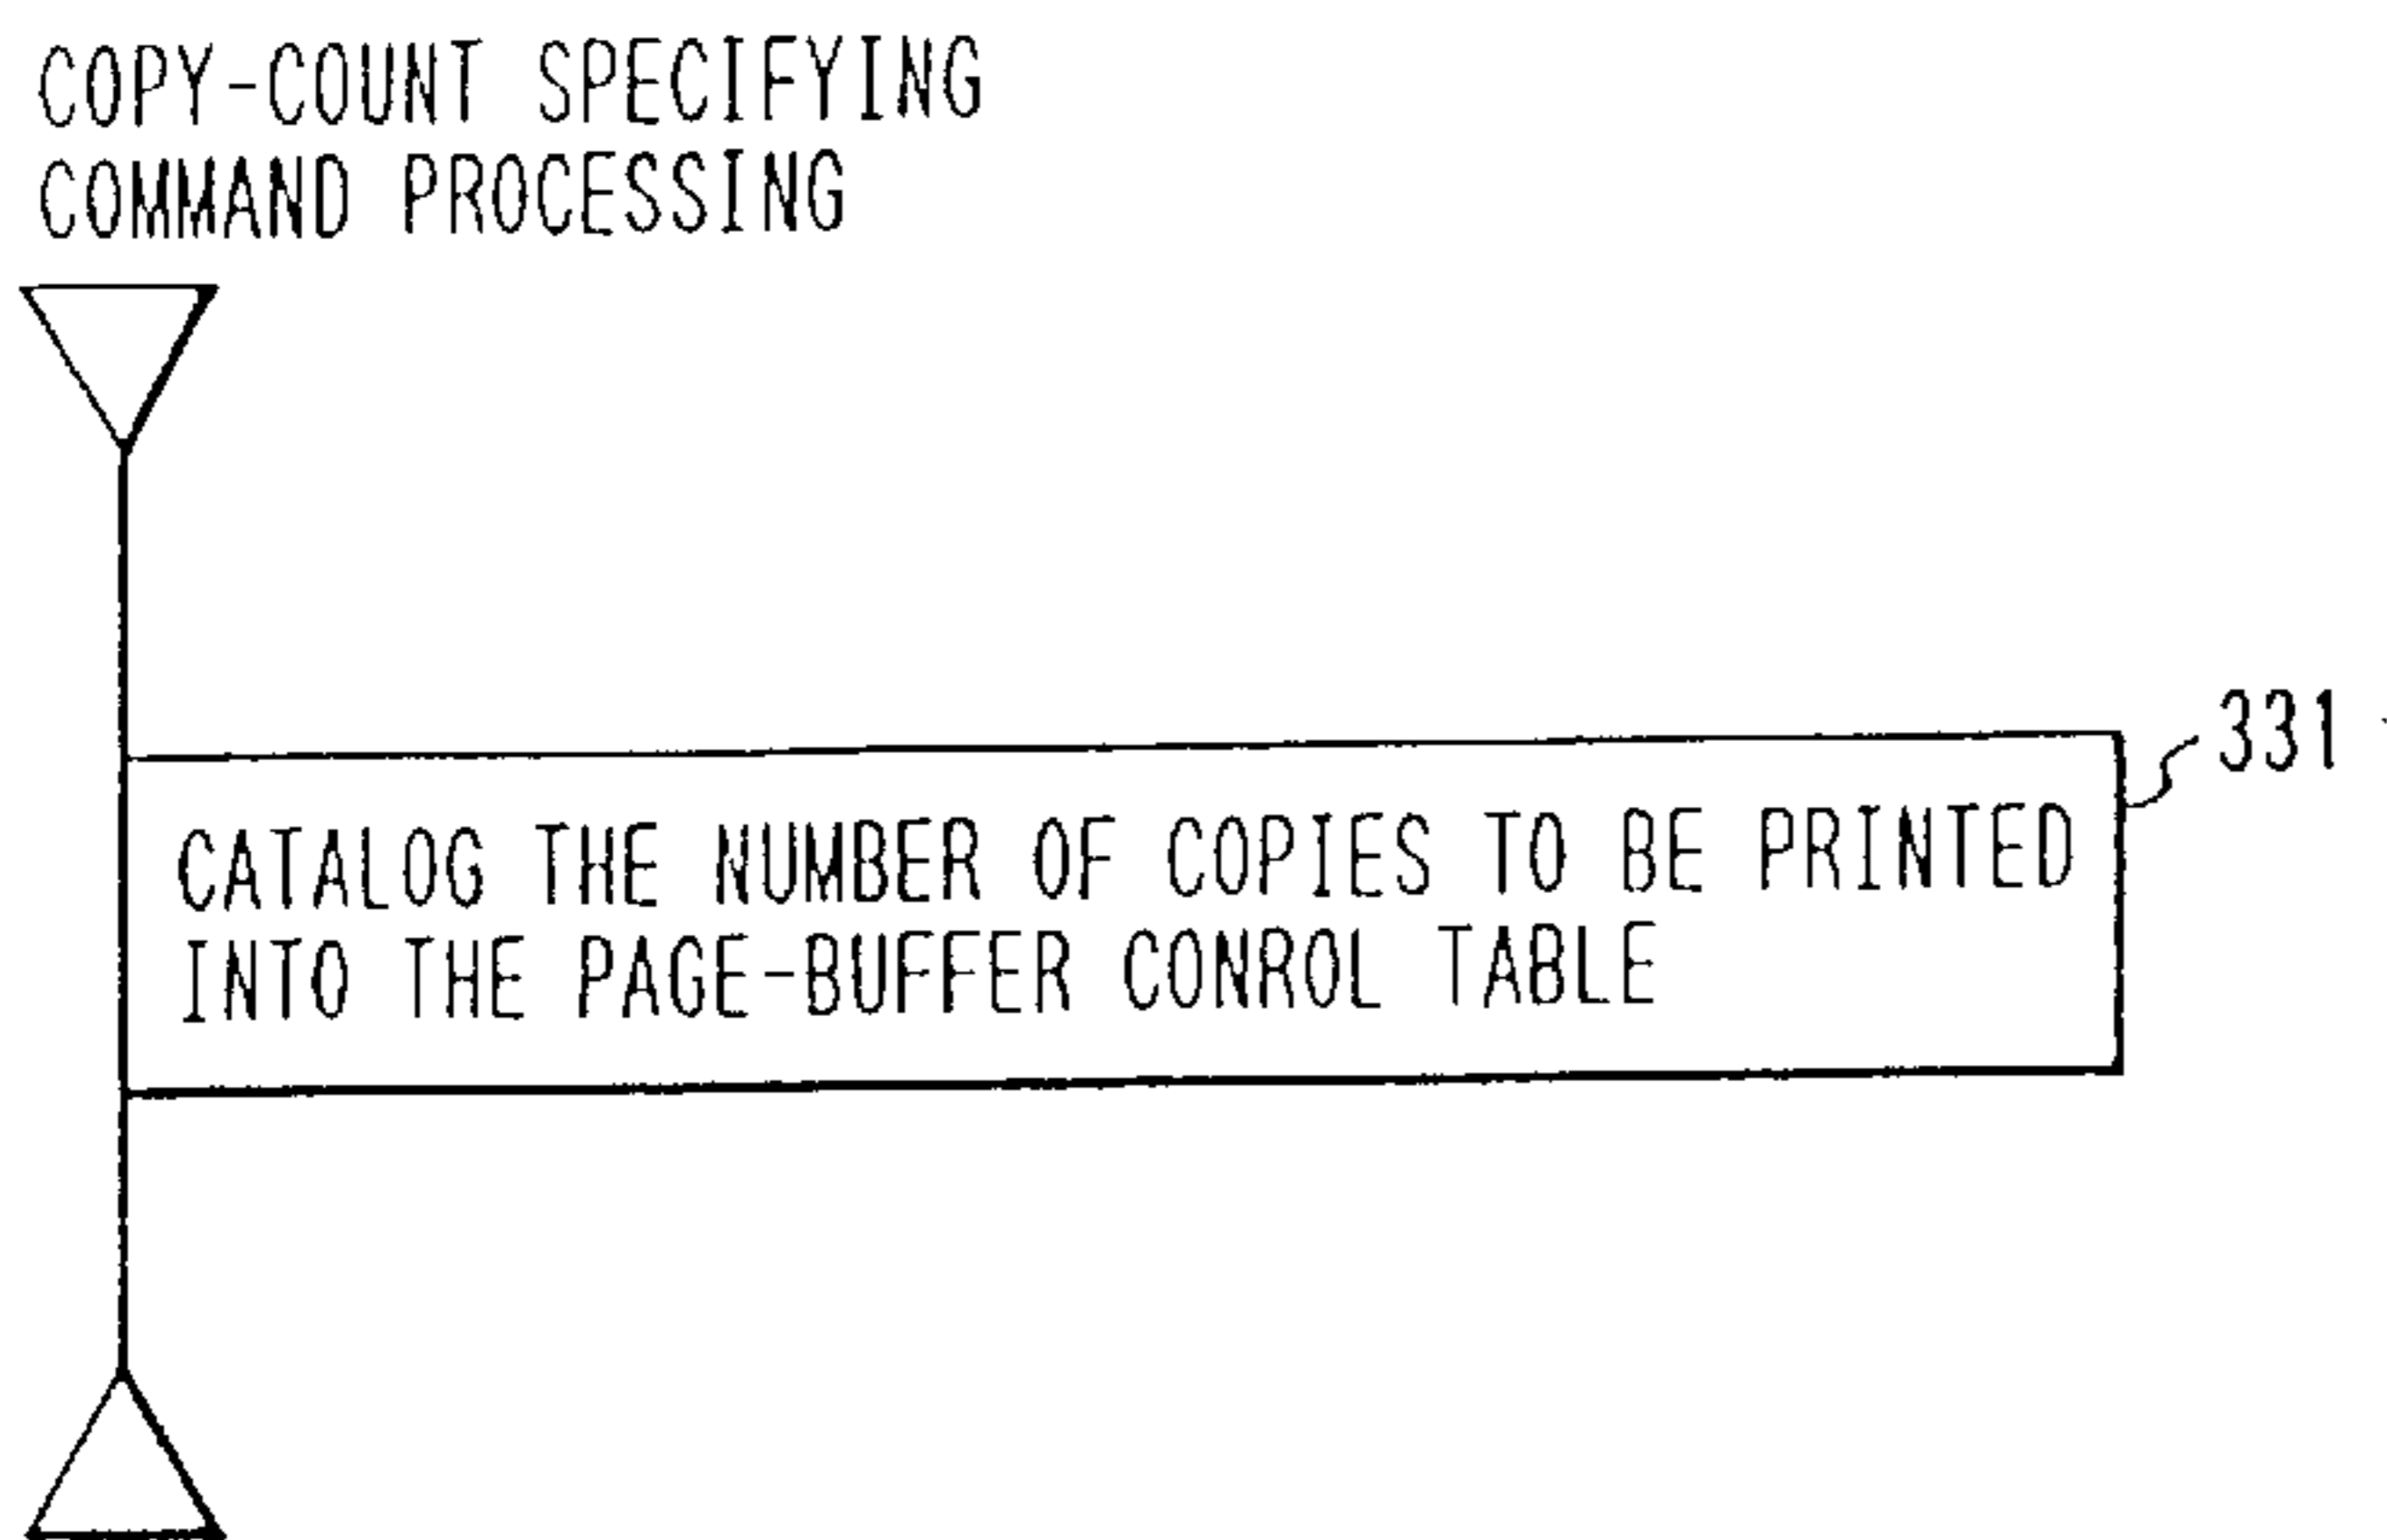 COPY-COUNT SPECIFYING
COMMAND PROCESSING
331
CATALOG THE NUMBER OF COPIES TO BE PRINTED
INTO THE PAGE-BUFFER CONROL TABLE